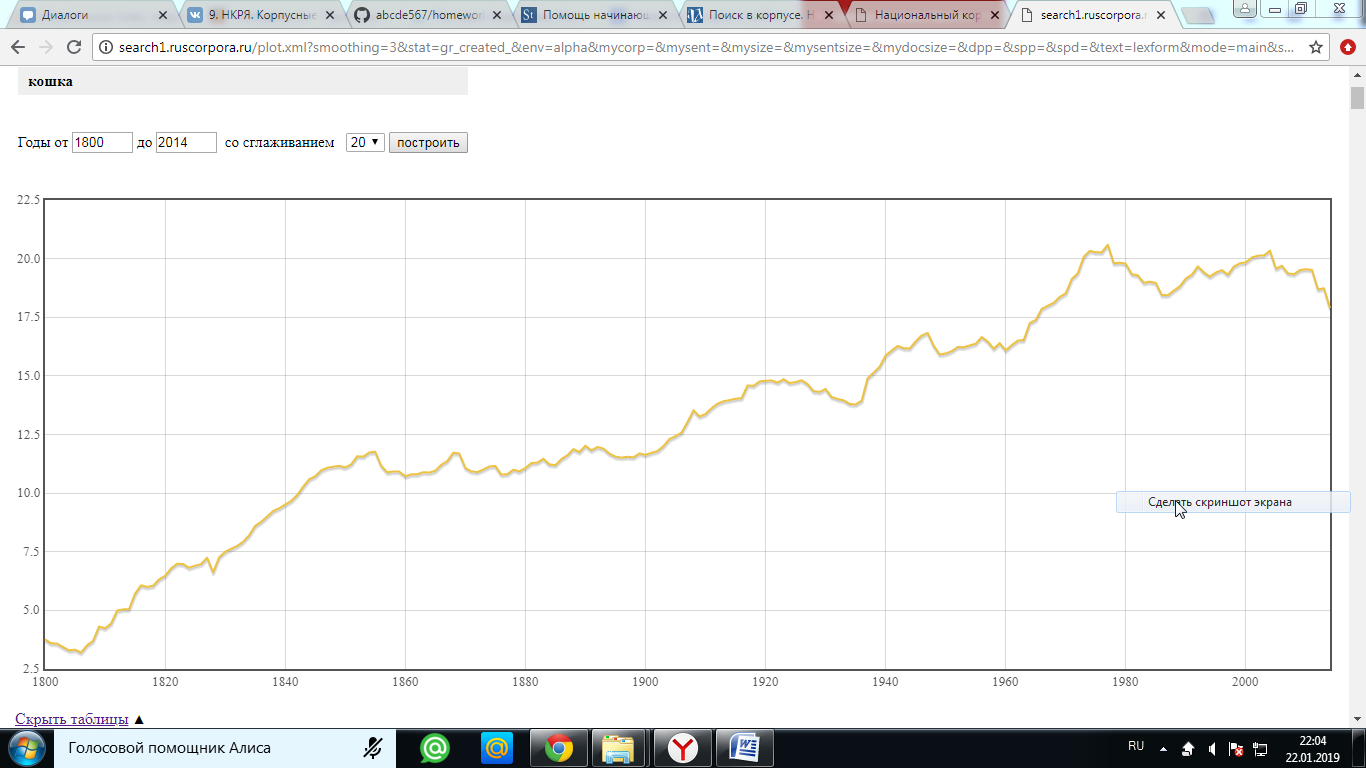 Диалоги
9. НКРЯ. Корпусные
abcde567/homewor
Помощь начинаю
Поиск в корпусе. Н
Национальный кор
search1.ruscorpora.r
search1.ruscorpora.ru/plot.xml?smoothing=3&stat=gr_created_&env=alpha&mycorp=&mysent=&mysize=&mysentsize=&mydocsize=&dpp=&spp=&spd=&text=lexform&mode=main&s...
кошка
Годы от 1800 до 2014 со сглаживанием 20 построить
22.5
20.0
17.5
15.0
12.5
10.0
Сделать скриншот экрана
7.5
5.0
2.5
1800 1820 1840 1860 1880 1900 1920 1940 1960 1980 2000
Скрыть таблицы ▲
Голосовой помощник Алиса
RU
22:04
22.01.2019